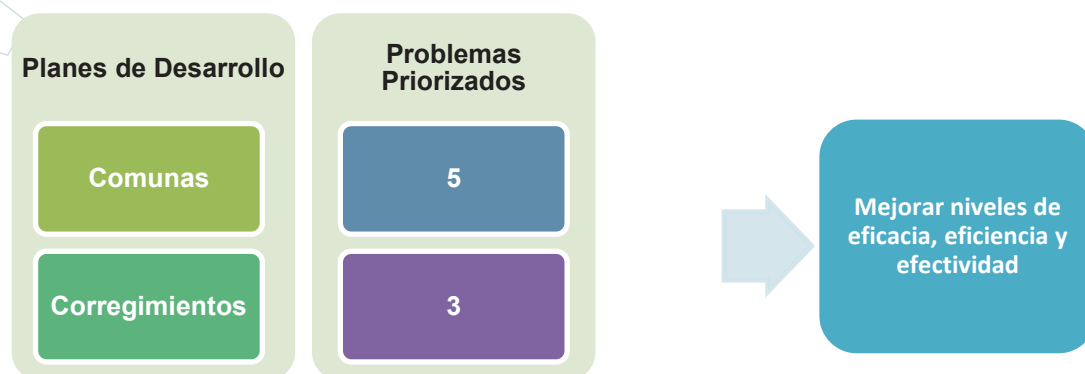 Planes de Desarrollo
Problemas
Priorizados
Comunas
5
Corregimientos
3
Mejorar niveles de
eficacia, eficiencia y
efectividad